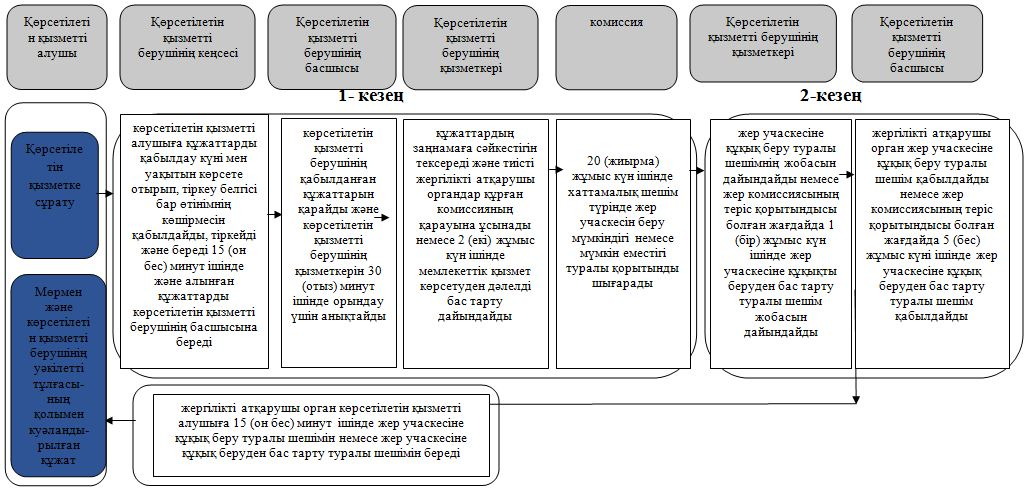 Көрсетілеті
н қызметті
алушы
Көрсетілетін
қызметті
берушінің кеңсесі
Көрсетілетін
қызметті
берушінің
басшысы
Көрсетілетін
қызметті
берушінің
қызметкері
комиссия
Көрсетілетін
қызметті берушінің
қызметкері
Көрсетілетін
қызметті
берушінің
басшысы
1- кезең
2-кезең
Көрсетіле
тін
қызметке
сұрату
көрсетілетін қызметті
алушыға құжаттарды
қабылдау күні мен
уақытын көрсете
отырып, тіркеу белгісі
бар өтінімнің
көшірмесін
қабылдайды, тіркейді
және береді 15 (он
бес) минут ішінде
және алынған
құжаттарды
көрсетілетін қызметті
берушінің басшысына
береді
көрсетілетін
қызметті
берушінің
қабылданған
құжаттарын
қарайды және
көрсетілетін
қызметті
берушінің
қызметкерін 30
(отыз) минут
ішінде орындау
үшін анықтайды
құжаттардың
заңнамаға сәйкестігін
тексереді және тиісті
жергілікті атқарушы
органдар құрған
комиссияның
қарауына ұсынады
немесе 2 (екі) жұмыс
күн ішінде
мемлекеттік қызмет
көрсетуден дәлелді
бас тарту
дайындайды
20 (жиырма)
жұмыс күн ішінде
хаттамалық шешім
түрінде жер
учаскесін беру
мүмкіндігі немесе
мүмкін еместігі
туралы қорытынды
шығарады
жер учаскесіне
құқық беру туралы
шешімнің жобасын
дайындайды немесе
жер комиссиясының
теріс қорытындысы
болған жағдайда 1
(бір) жұмыс күн
ішінде жер
учаскесіне құқықты
беруден бас тарту
туралы шешім
жобасын
дайындайды
жергілікті атқарушы
орган жер учаскесіне
құқық беру туралы
шешім қабылдайды
немесе жер
комиссиясының теріс
қорытындысы болған
жағдайда 5 (бес)
жұмыс күні ішінде жер
учаскесіне құқық
беруден бас тарту
туралы шешім
қабылдайды
Мөрмен
және
көрсетілеті
н қызметті
берушінің
уәкілетті
тұлғасы-
ның
қолымен
куәланды-
рылған
құжат
жергілікті атқарушы орган көрсетілетін қызметті
алушыға 15 (он бес) минут ішінде жер учаскесіне
құқық беру туралы шешімін немесе жер учаскесіне
құқық беруден бас тарту туралы шешімін береді